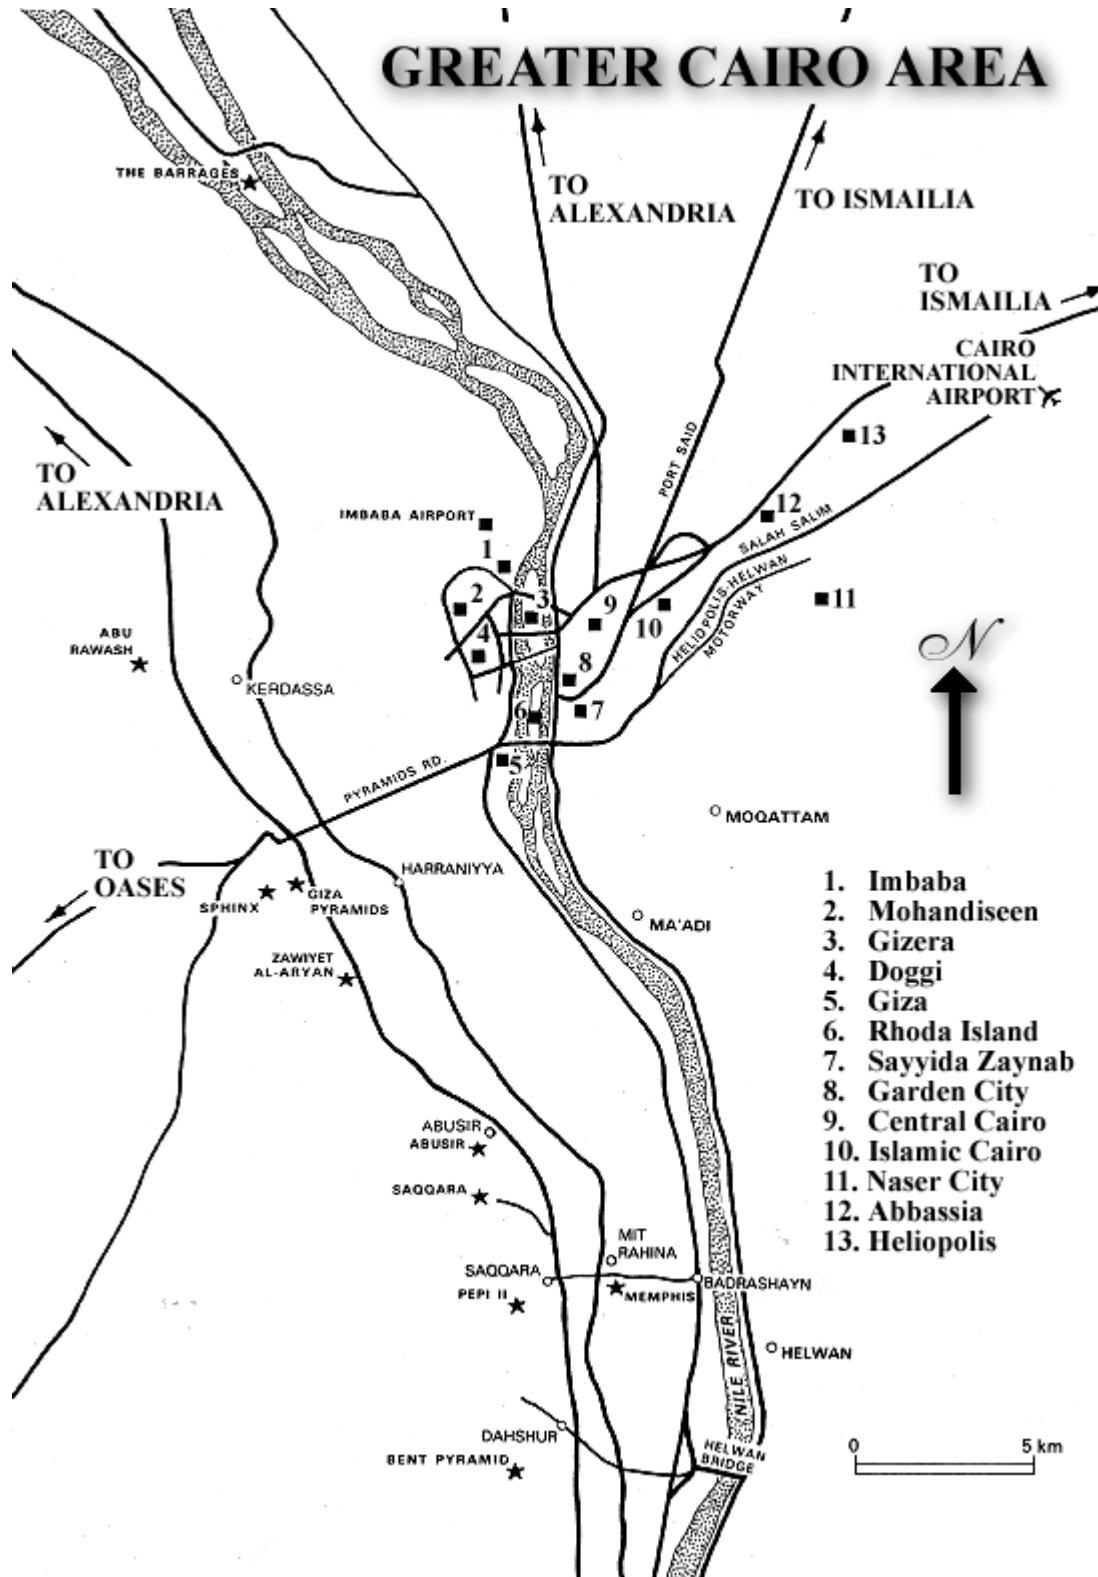 GREATER CAIRO AREA
THE BARRAGES
TO
ALEXANDRIA
TO ISMAILIA
TO
ISMAILIA
CAIRO
INTERNATIONAL
AIRPORT
13
PORT SAID
TO
ALEXANDRIA
IMBABA AIRPORT
12
SALAH SALIM
1
2
3
9
10
HELIOPOLIS-HELWAN
MOTORWAY
11
N
ABU
RAWASH
4
KERDASSA
8
6
7
5
PYRAMIDS RD.
MOQATTAM
TO
OASES
HARRANIYYA
SPHINX
GIZA
PYRAMIDS
MA'ADI
ZAWIYET
AL-ARYAN
1. Imbaba
2. Mohandiseen
3. Gizera
4. Doggi
5. Giza
6. Rhoda Island
7. Sayyida Zaynab
8. Garden City
9. Central Cairo
10. Islamic Cairo
11. Naser City
12. Abbassia
13. Heliopolis
ABUSIR
ABUSIR
SAQQARA
MIT
RAHINA
SAQQARA
BADRASHAYN
PEPI II
MEMPHIS
NILE RIVER
HELWAN
DAHSHUR
HELWAN
BRIDGE
BENT PYRAMID
0 5 km